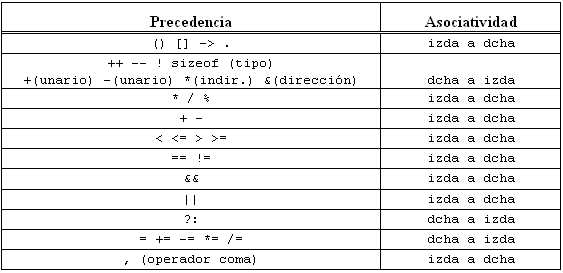 Precedencia Asociatividad
() [] -> . izda a dcha
++ -- ! sizeof (tipo)
+(unario) -(unario) *(indir.) &(dirección) dcha a izda
* / % izda a dcha
+ - izda a dcha
< <= > >= izda a dcha
== != izda a dcha
&& izda a dcha
|| izda a dcha
?: dcha a izda
= += -= *= /= dcha a izda
, (operador coma) izda a dcha